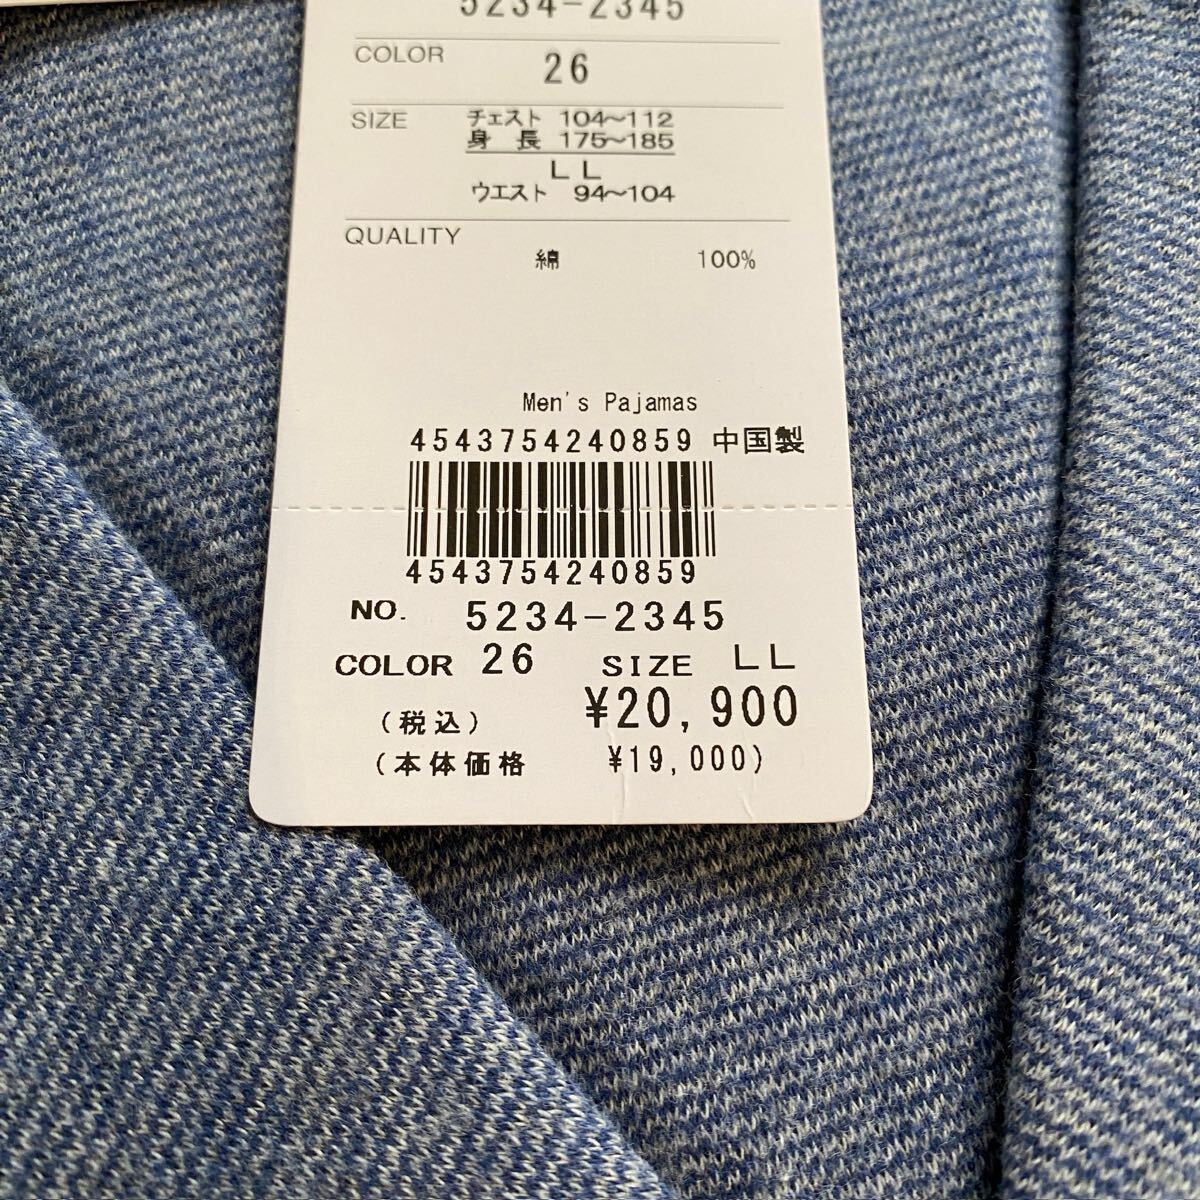 5234-2345
COLOR 26
SIZE チェスト 104～112
身 長 175～185
LL
ウエスト 94～104
QUALITY
綿 100%
Men's Pajamas
4543754240859 中国製
4543754240859
NO. 5234-2345
COLOR 26 SIZE LL
(税込) ¥20,900
(本体価格 ¥19,000)